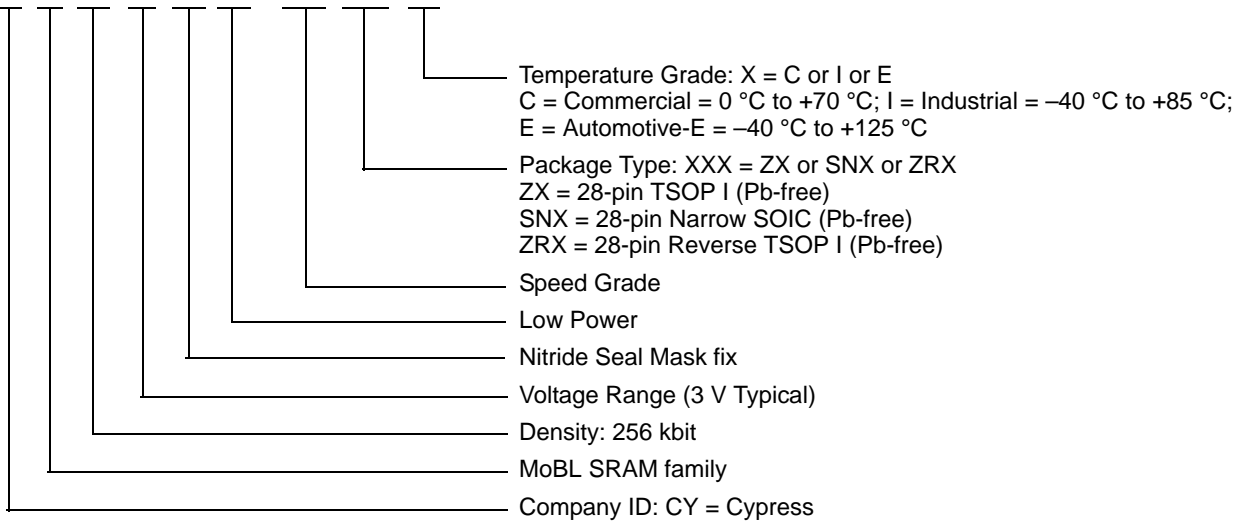 Temperature Grade: X = C or I or E
C = Commercial = 0 °C to +70 °C; I = Industrial = –40 °C to +85 °C;
E = Automotive-E = –40 °C to +125 °C
Package Type: XXX = ZX or SNX or ZRX
ZX = 28-pin TSOP I (Pb-free)
SNX = 28-pin Narrow SOIC (Pb-free)
ZRX = 28-pin Reverse TSOP I (Pb-free)
Speed Grade
Low Power
Nitride Seal Mask fix
Voltage Range (3 V Typical)
Density: 256 kbit
MoBL SRAM family
Company ID: CY = Cypress